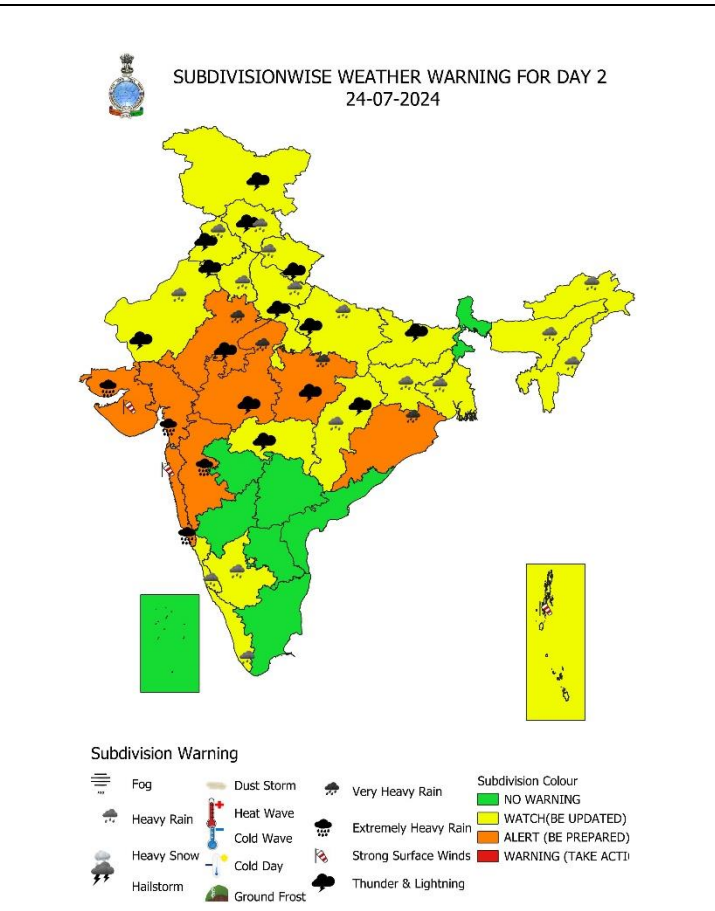 SUBDIVISIONWISE WEATHER WARNING FOR DAY 2
24-07-2024
Subdivision Warning
Fog
Heavy Rain
Heavy Snow
Hailstorm
Dust Storm
Heat Wave
Cold Wave
Cold Day
Ground Frost
Very Heavy Rain
Extremely Heavy Rain
Strong Surface Winds
Thunder & Lightning
Subdivision Colour
NO WARNING
WATCH(BE UPDATED)
ALERT (BE PREPARED)
WARNING (TAKE ACTI